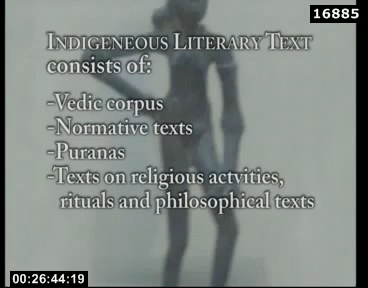 16885
INDIGENEOUS LITERARY TEXT
consists of:
-Vedic corpus
-Normative texts
-Puranas
-Texts on religious actvities,
rituals and philosophical texts
00:26:44:19